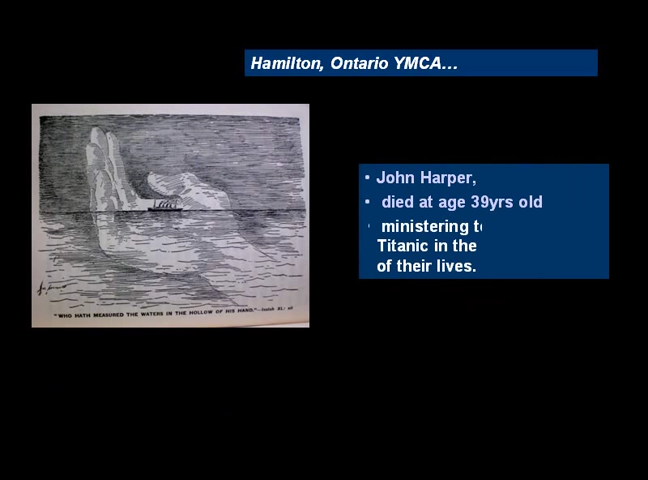 Hamilton, Ontario YMCA...
• John Harper,
• died at age 39yrs old
ministering
Titanic in the
of their lives.
"WHO HATH MEASURED THE WATERS IN THE HOLLOW OF HIS HAND."—Isaiah